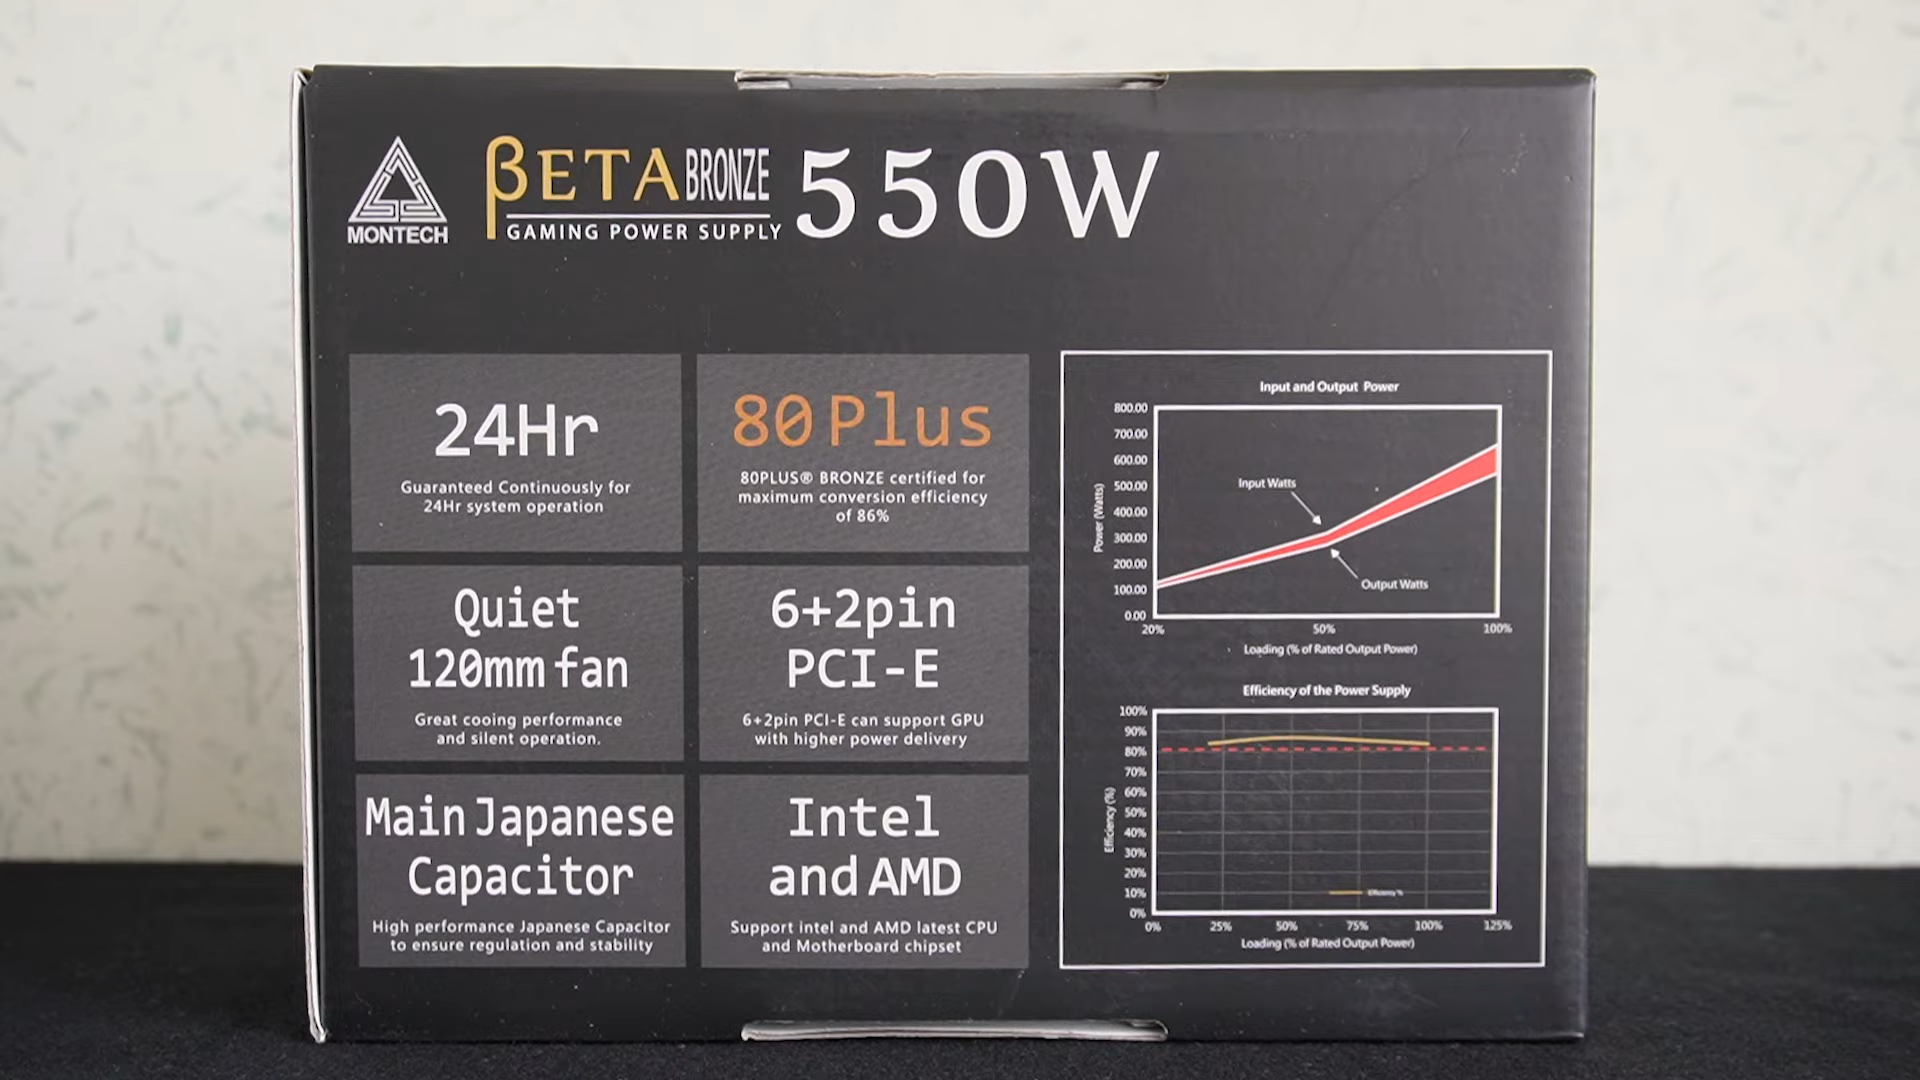 MONTECH
βETA BRONZE 550W
GAMING POWER SUPPLY
24Hr
Guaranteed Continuously for
24Hr system operation
80 Plus
80PLUS® BRONZE certified for
maximum conversion efficiency
of 86%
Quiet
120mm fan
Great cooing performance
and silent operation.
6+2pin
PCI-E
6+2pin PCI-E can support GPU
with higher power delivery
Main Japanese
Capacitor
High performance Japanese Capacitor
to ensure regulation and stability
Intel
and AMD
Support intel and AMD latest CPU
and Motherboard chipset
Input and Output Power
Power (Watts)
800.00
700.00
600.00
500.00
400.00
300.00
200.00
100.00
0.00
Input Watts
Output Watts
20% 50% 100%
Loading (% of Rated Output Power)
Efficiency of the Power Supply
Efficiency (%)
100%
90%
80%
70%
60%
50%
40%
30%
20%
10%
0%
Efficiency %
0% 25% 50% 75% 100% 125%
Loading (% of Rated Output Power)